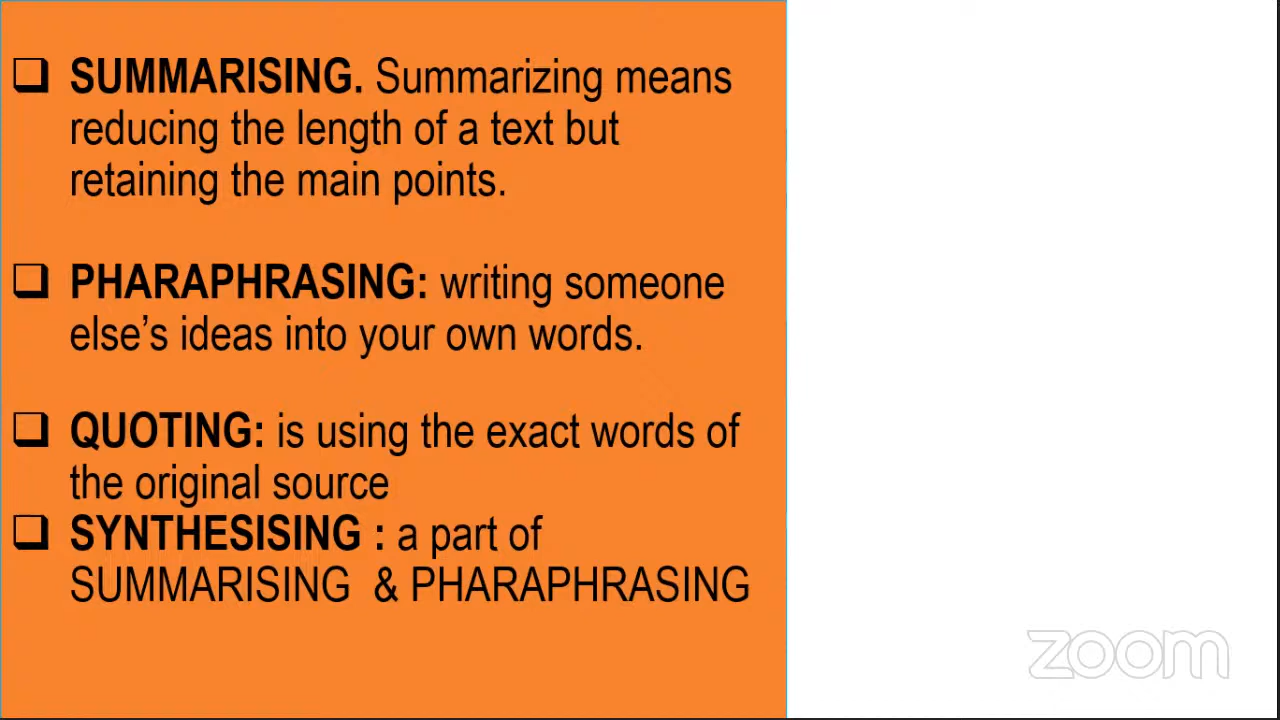 ❑ SUMMARISING. Summarizing means
reducing the length of a text but
retaining the main points.
❑ PHARAPHRASING: writing someone
else’s ideas into your own words.
❑ QUOTING: is using the exact words of
the original source
❑ SYNTHESISING : a part of
SUMMARISING & PHARAPHRASING
zoom